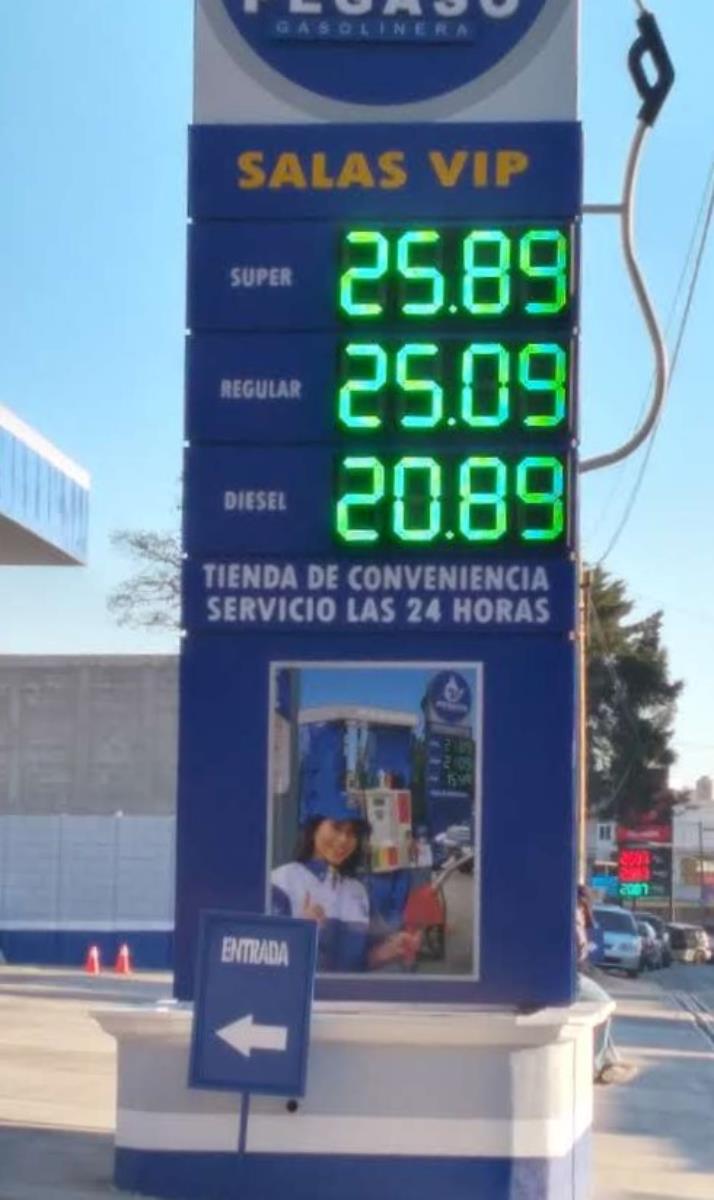 PEGASO
GASOLINERA
SALAS VIP
SUPER 25.89
REGULAR 25.09
DIESEL 20.89
TIENDA DE CONVENIENCIA
SERVICIO LAS 24 HORAS
ENTRADA